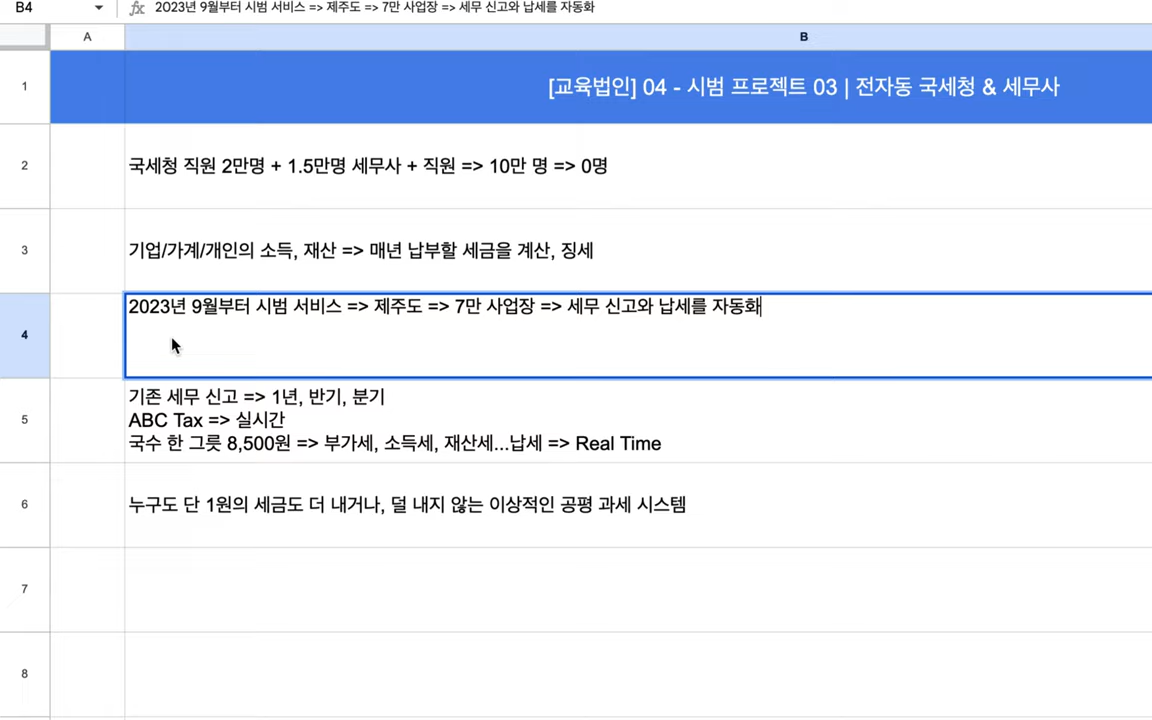 B4
fx 2023년 9월부터 시범 서비스 => 제주도 => 7만 사업장 => 세무 신고와 납세를 자동화
A B
1 [교육법인] 04 - 시범 프로젝트 03 | 전자동 국세청 & 세무사
2 국세청 직원 2만명 + 1.5만명 세무사 + 직원 => 10만 명 => 0명
3 기업/가계/개인의 소득, 재산 => 매년 납부할 세금을 계산, 징세
4 2023년 9월부터 시범 서비스 => 제주도 => 7만 사업장 => 세무 신고와 납세를 자동화
5 기존 세무 신고 => 1년, 반기, 분기
ABC Tax => 실시간
국수 한 그릇 8,500원 => 부가세, 소득세, 재산세...납세 => Real Time
6 누구도 단 1원의 세금도 더 내거나, 덜 내지 않는 이상적인 공평 과세 시스템
7
8